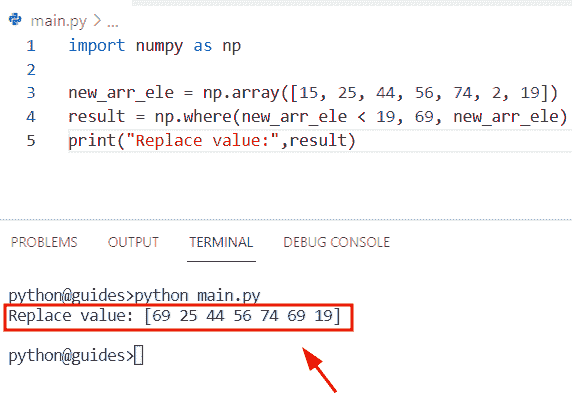 main.py > ...
1 import numpy as np
2
3 new_arr_ele = np.array([15, 25, 44, 56, 74, 2, 19])
4 result = np.where(new_arr_ele < 19, 69, new_arr_ele)
5 print("Replace value:",result)
PROBLEMS OUTPUT TERMINAL DEBUG CONSOLE
python@guides>python main.py
Replace value: [69 25 44 56 74 69 19]
python@guides>